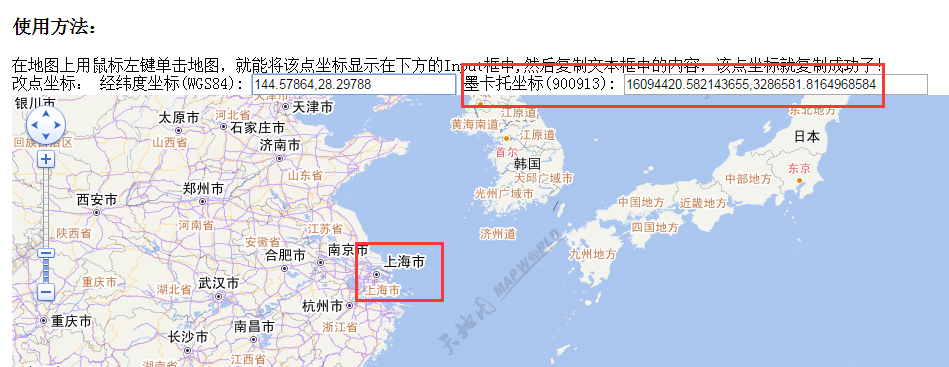 使用方法：
在地图上用鼠标左键单击地图，就能将该点坐标显示在下方的Input框中,然后复制文本框中的内容，该点坐标就复制成功了！
改点坐标： 经纬度坐标(WGS84)： 144.57864,28.29788 墨卡托坐标(900913)： 16094420.582143655,3286581.8164968584
银川市
天津市
河北省
石家庄市
太原市
回族自治区
山西省
济南市
山东省
西安市
郑州市
陕西省
河南省
江苏省
安徽省
南京市
合肥市
上海市
上海市
重庆市
湖北省
武汉市
杭州市
浙江省
重庆市
南昌市
长沙市
江西省
湖南省
江原道
黄海南道
江原道
首尔
韩国
大邱广域市
光州广域市
济州道
东北地方
日本
东京
中部地方
中国地方
近畿地方
四国地方
九州地方
天地图 MAP WORLD